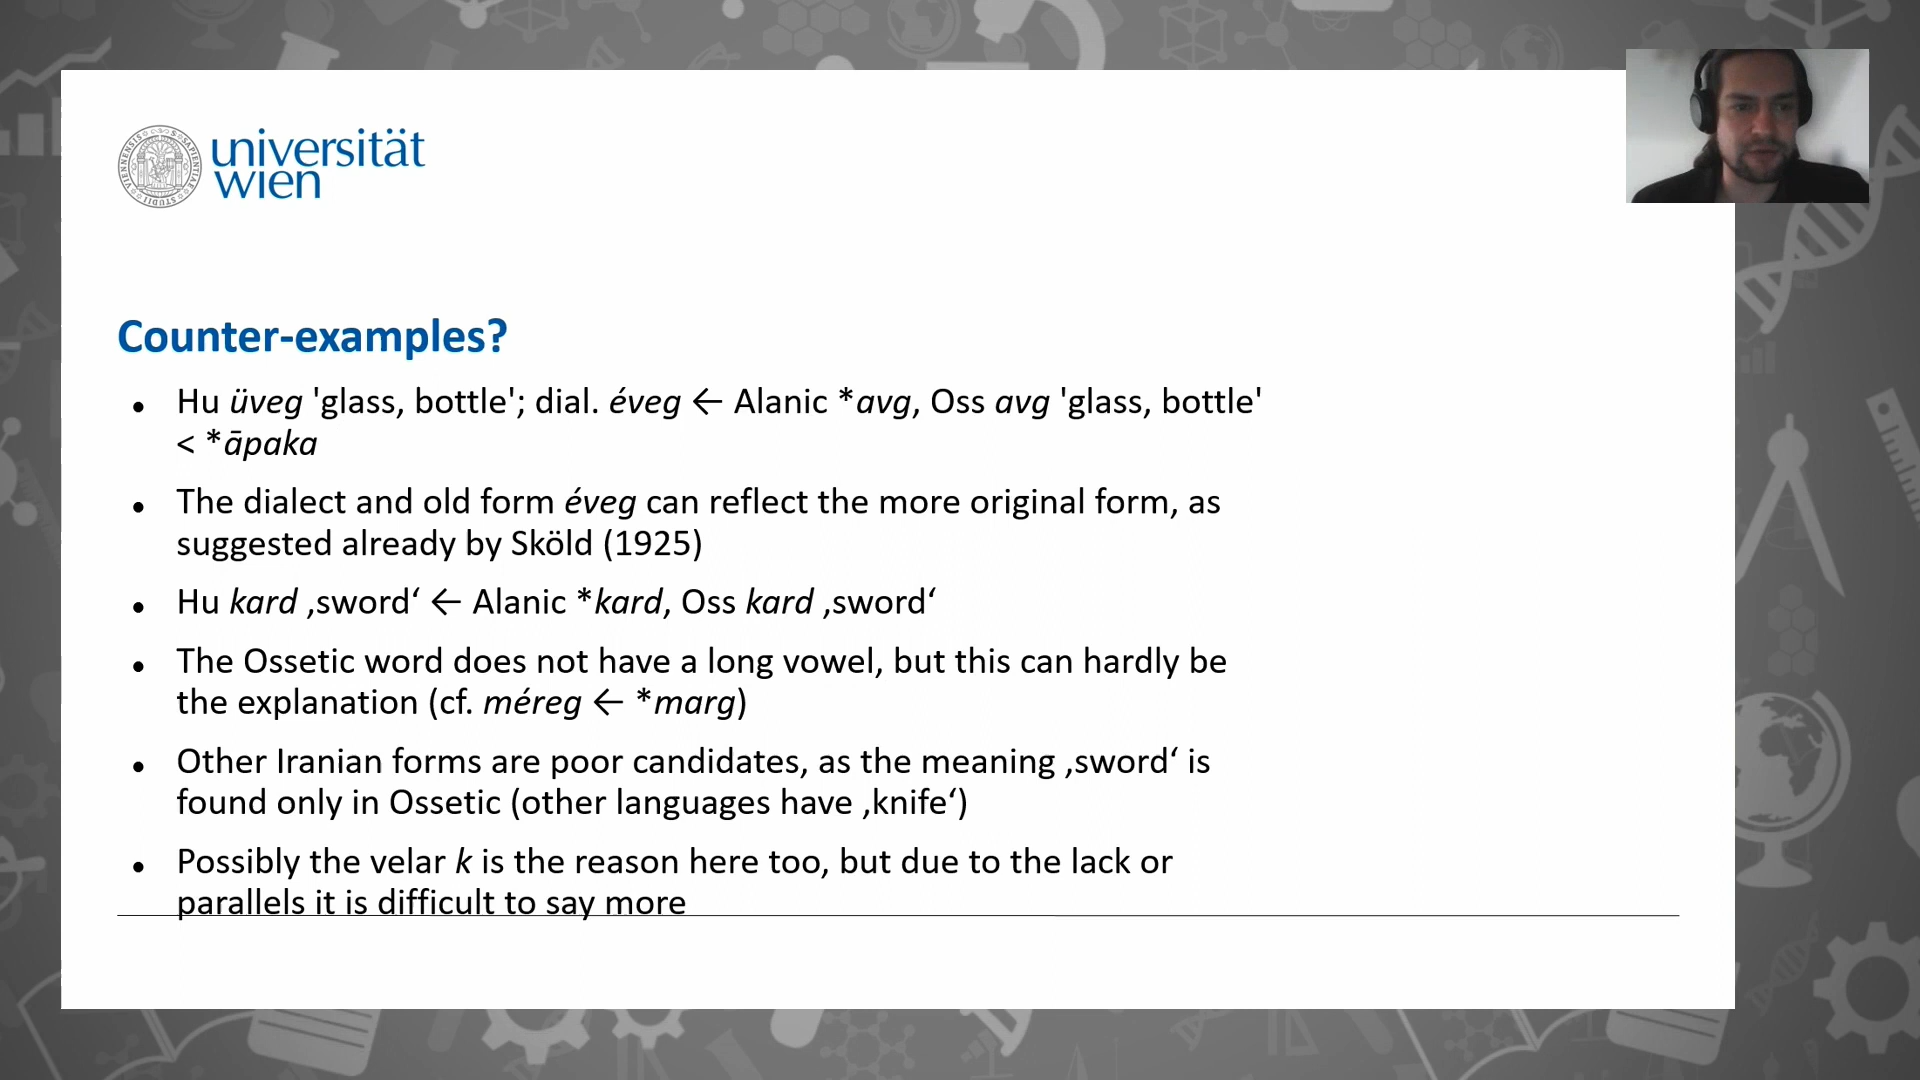 universität
wien
Counter-examples?
• Hu üveg 'glass, bottle'; dial. éveg ← Alanic *avg, Oss avg 'glass, bottle'
< *āpaka
• The dialect and old form éveg can reflect the more original form, as
suggested already by Sköld (1925)
• Hu kard ‚sword‘ ← Alanic *kard, Oss kard ‚sword‘
• The Ossetic word does not have a long vowel, but this can hardly be
the explanation (cf. méreg ← *marg)
• Other Iranian forms are poor candidates, as the meaning ‚sword‘ is
found only in Ossetic (other languages have ‚knife‘)
• Possibly the velar k is the reason here too, but due to the lack or
parallels it is difficult to say more